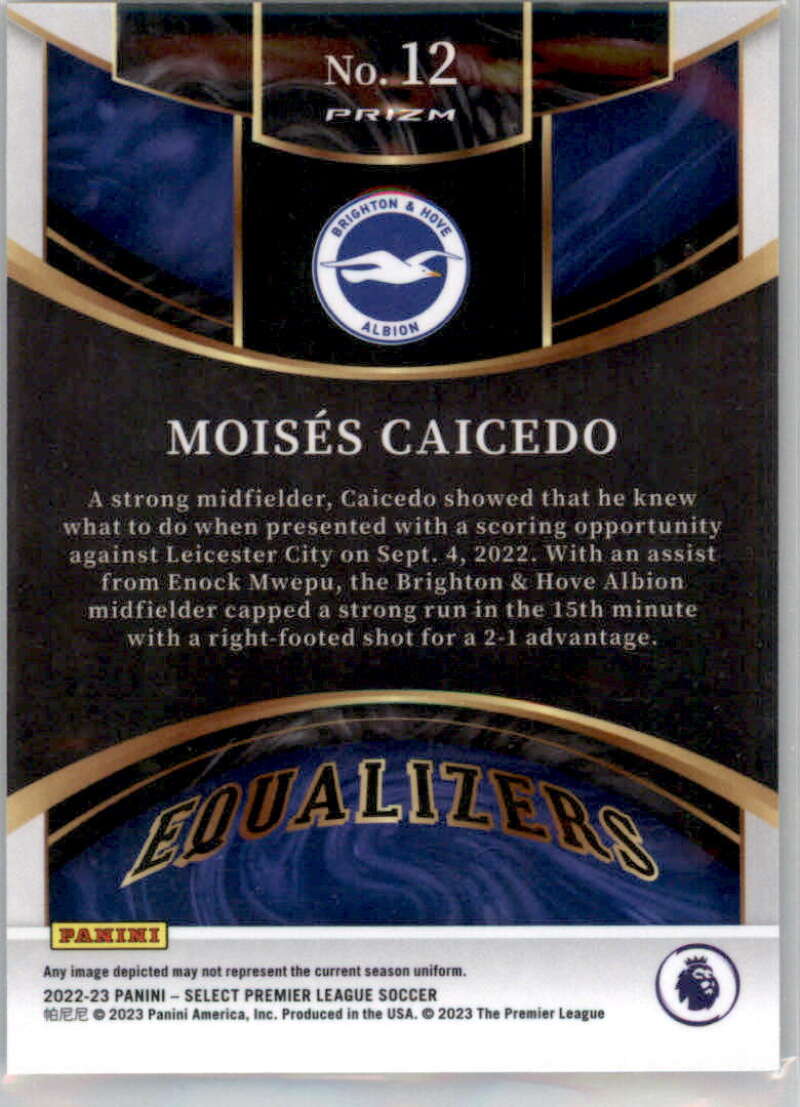 No. 12
PRIZM
BRIGHTON & HOVE
ALBION
MOISÉS CAICEDO
A strong midfielder, Caicedo showed that he knew
what to do when presented with a scoring opportunity
against Leicester City on Sept. 4, 2022. With an assist
from Enock Mwepu, the Brighton & Hove Albion
midfielder capped a strong run in the 15th minute
with a right-footed shot for a 2-1 advantage.
EQUALIZERS
PANINI
Any image depicted may not represent the current season uniform.
2022-23 PANINI – SELECT PREMIER LEAGUE SOCCER
帕尼尼 © 2023 Panini America, Inc. Produced in the USA. © 2023 The Premier League